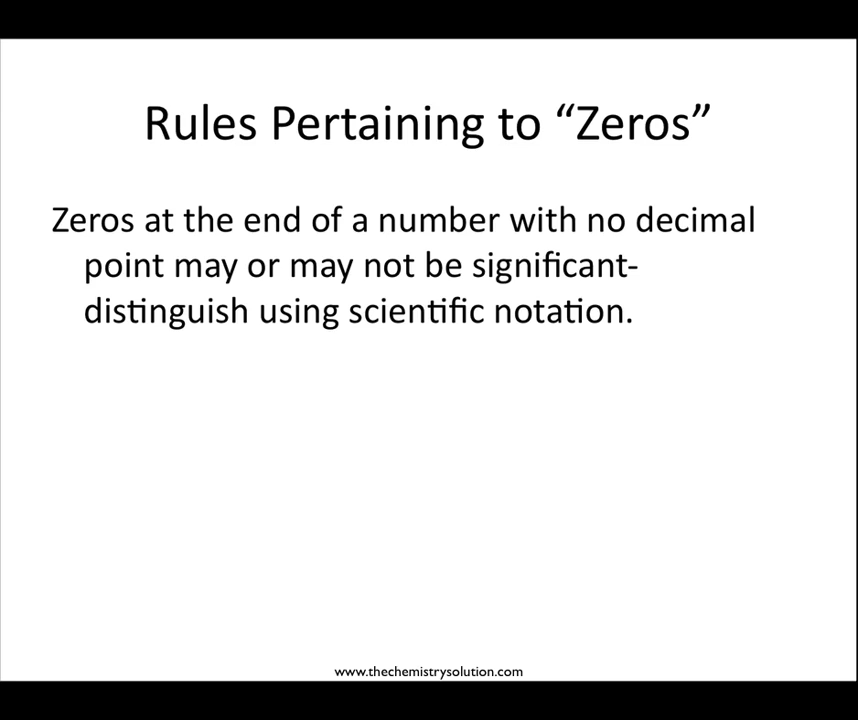 Rules Pertaining to “Zeros”
Zeros at the end of a number with no decimal
point may or may not be significant-
distinguish using scientific notation.
www.thechemistrysolution.com